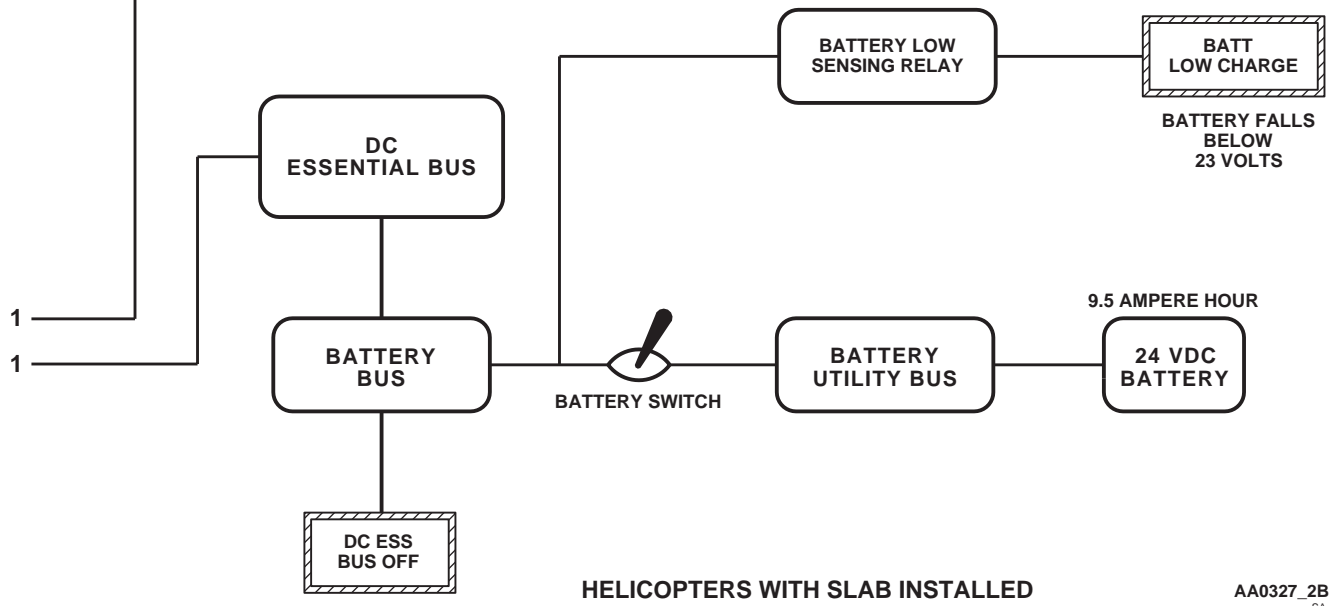 BATTERY LOW
SENSING RELAY
BATT
LOW CHARGE
BATTERY FALLS
BELOW
23 VOLTS
DC
ESSENTIAL BUS
1
1
BATTERY
BUS
BATTERY SWITCH
BATTERY
UTILITY BUS
9.5 AMPERE HOUR
24 VDC
BATTERY
DC ESS
BUS OFF
HELICOPTERS WITH SLAB INSTALLED
AA0327_2B
SA